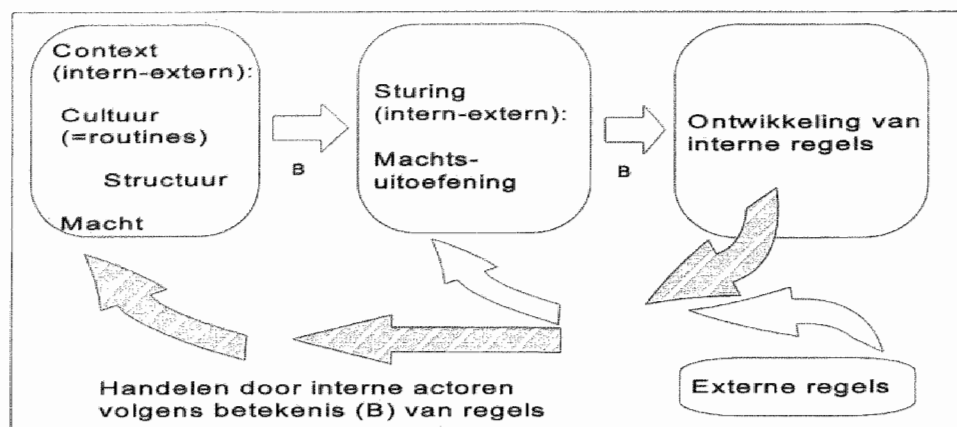 Context
(intern-extern):
Cultuur
(=routines)
Structuur
Macht
B
Sturing
(intern-extern):
Machts-
uitoefening
B
Ontwikkeling van
interne regels
Handelen door interne actoren
volgens betekenis (B) van regels
Externe regels